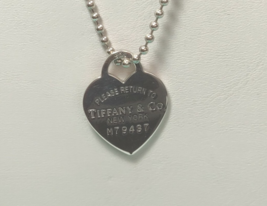 PLEASE RETURN TO
TIFFANY & Co
NEW YORK
MT9437